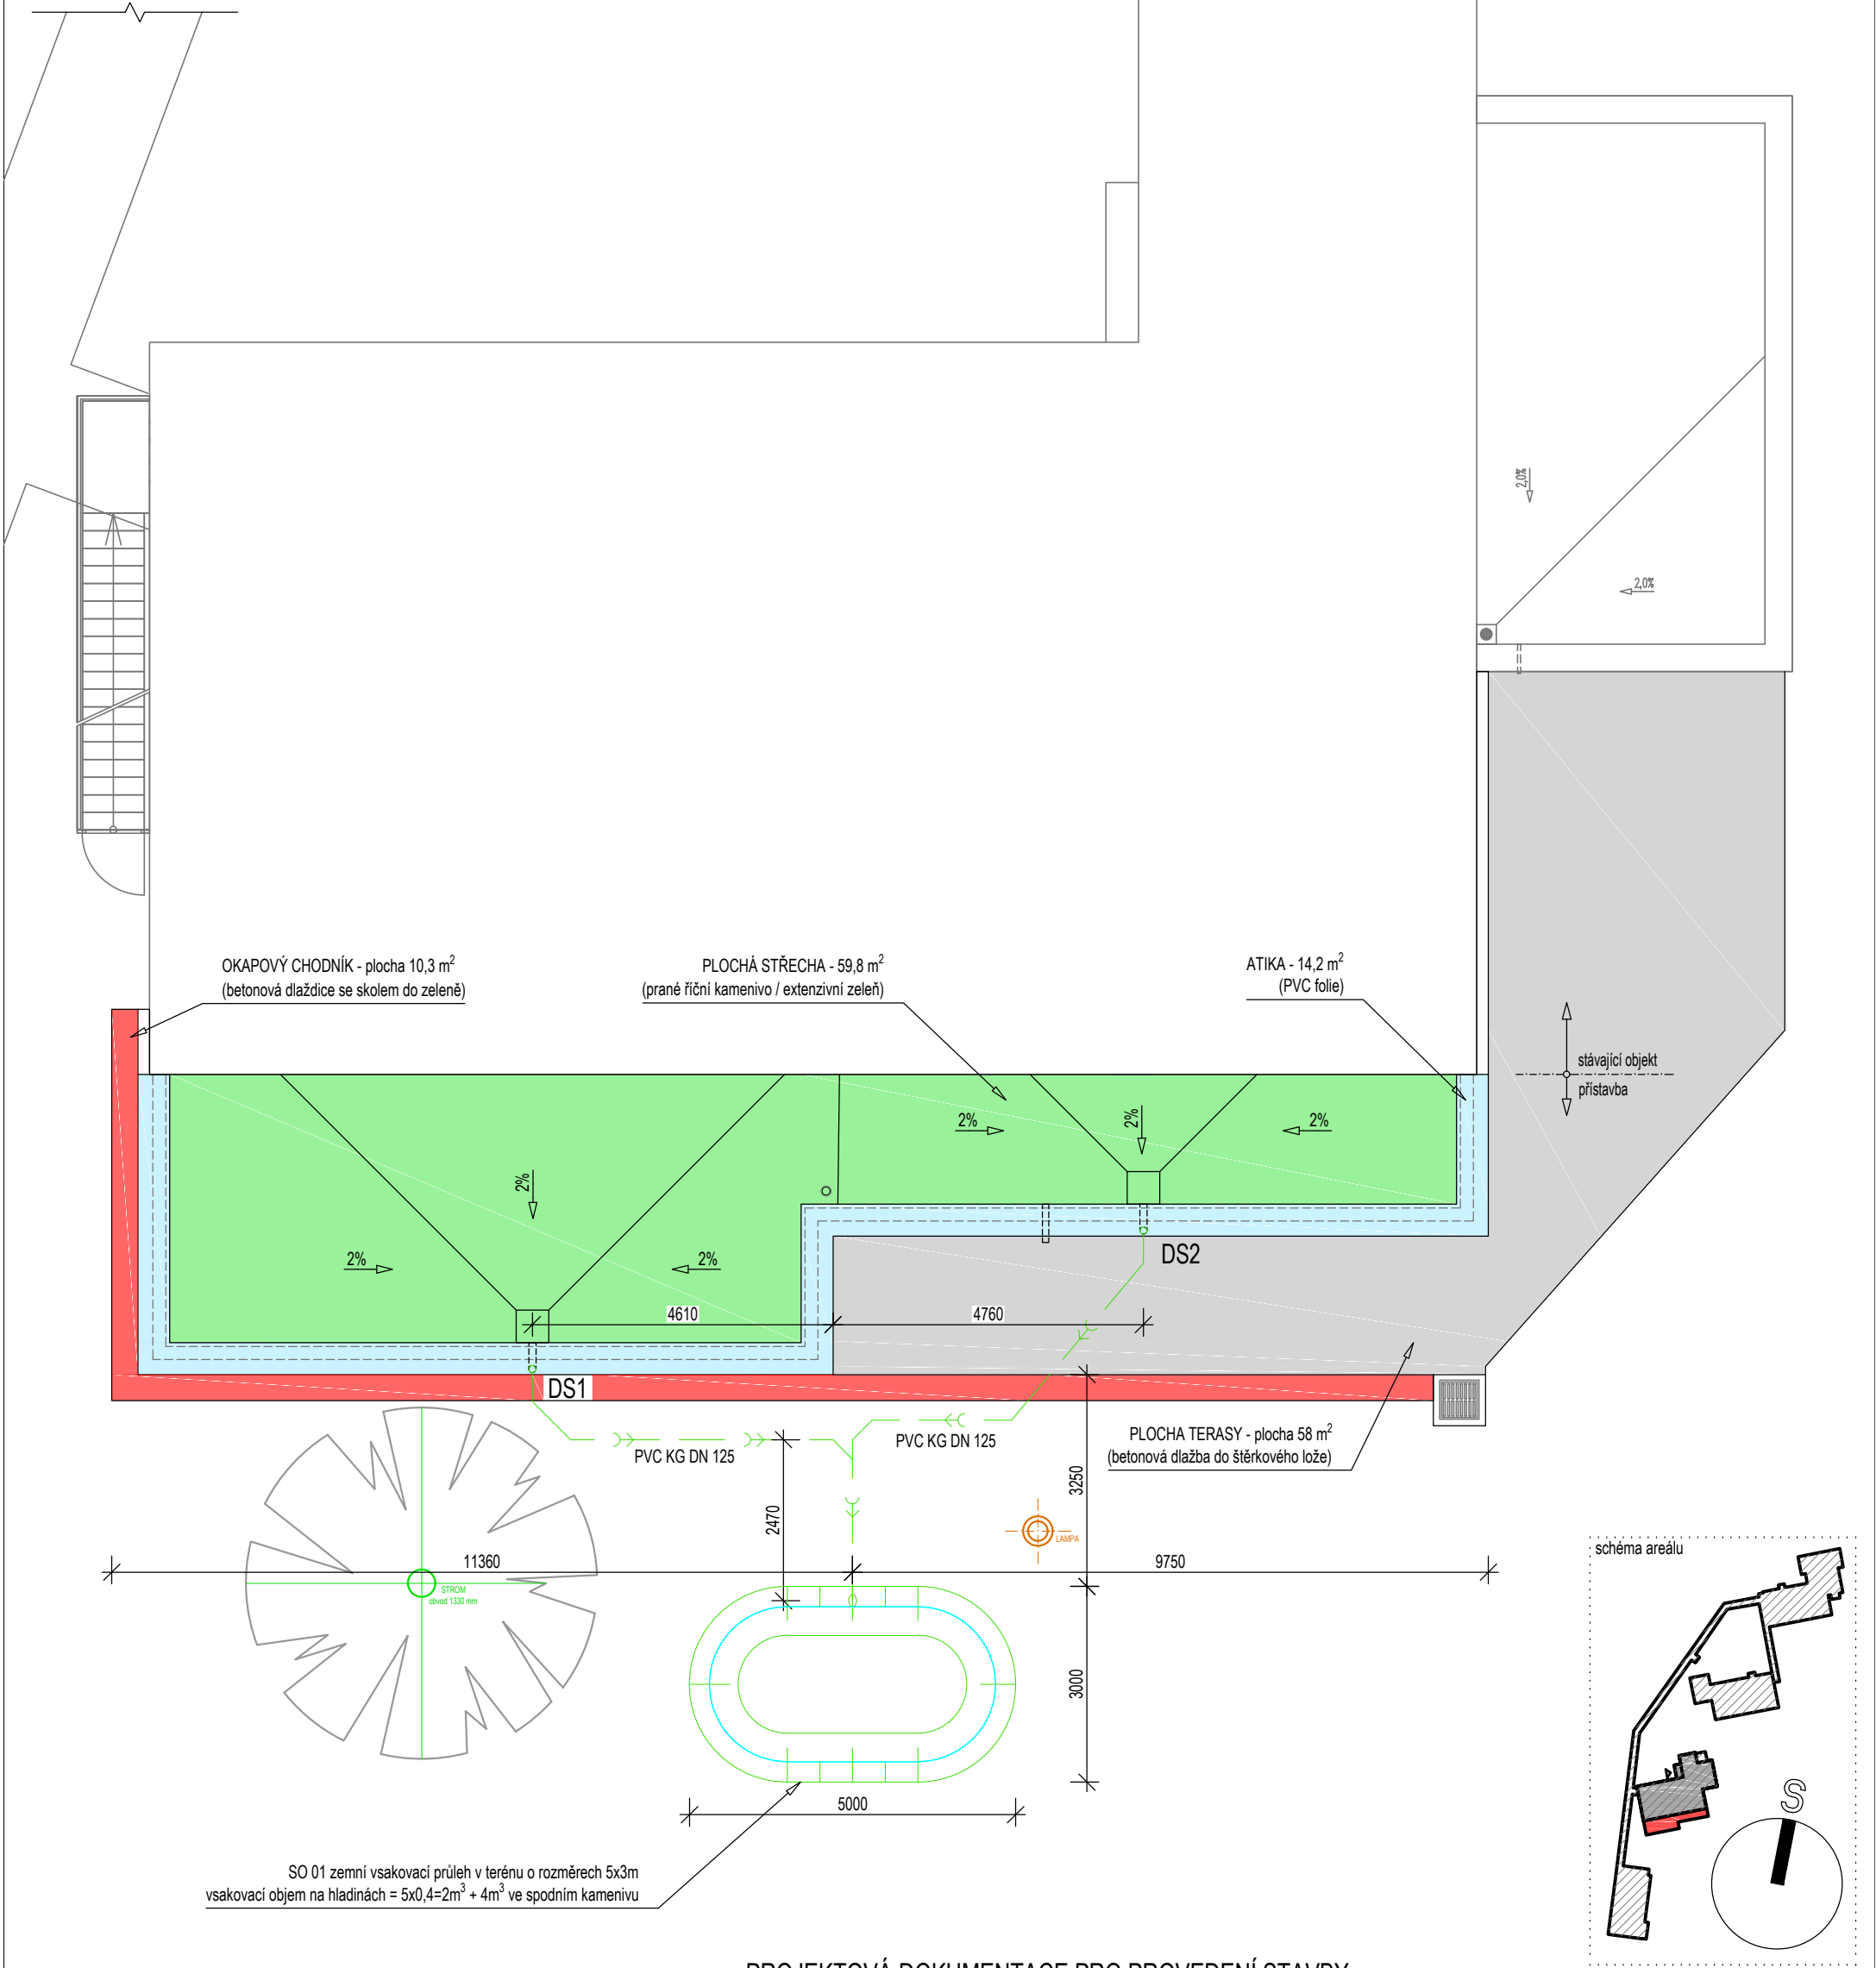 2,0%
2,0%
OKAPOVÝ CHODNÍK - plocha 10,3 m²
(betonová dlaždice se skolem do zeleně)
PLOCHÁ STŘECHA - 59,8 m²
(prané říční kamenivo / extenzivní zeleň)
ATIKA - 14,2 m²
(PVC folie)
stávající objekt
přístavba
2%
2%
2%
2%
2%
2%
DS2
4610
4760
DS1
PVC KG DN 125
PVC KG DN 125
PLOCHA TERASY - plocha 58 m²
(betonová dlažba do štěrkového lože)
3250
2470
LAMPA
11360
9750
STROM
obvod 1330 mm
schéma areálu
3000
5000
S
SO 01 zemní vsakovací průleh v terénu o rozměrech 5x3m
vsakovací objem na hladinách = 5x0,4=2m³ + 4m³ ve spodním kamenivu
PROJEKTOVÁ DOKUMENTACE PRO PROVEDENÍ STAVBY